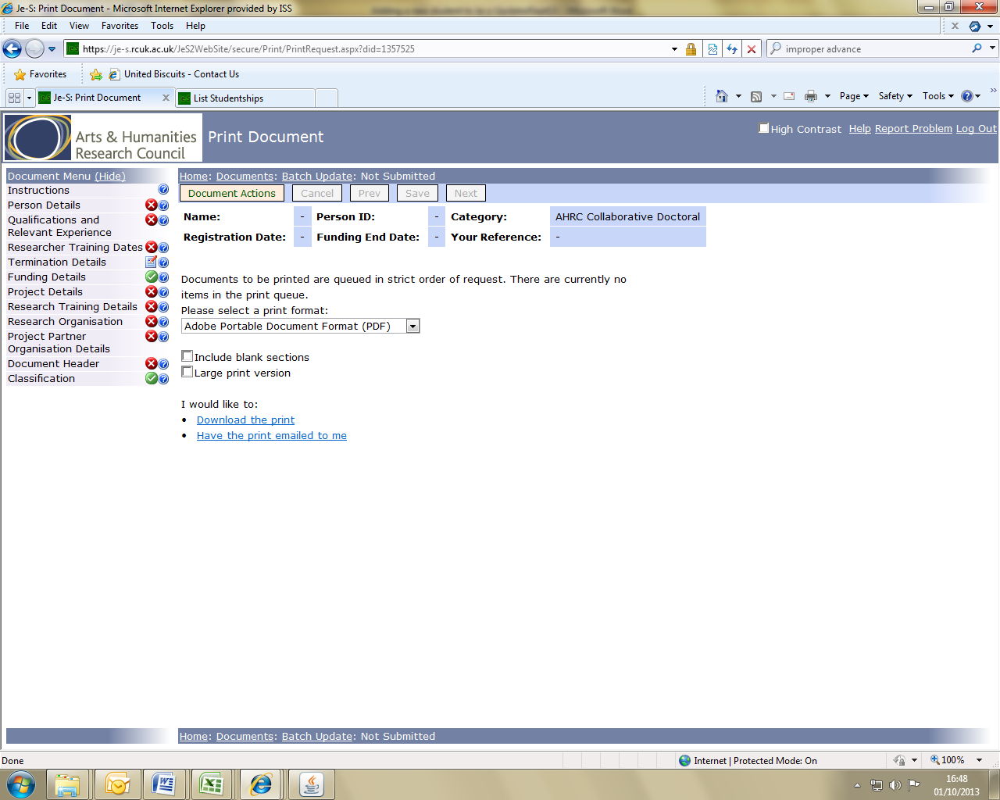 Je-S: Print Document - Microsoft Internet Explorer provided by ISS
File Edit View Favorites Tools Help
https://je-s.rcuk.ac.uk/JeS2WebSite/secure/Print/PrintRequest.aspx?did=1357525
improper advance
Favorites United Biscuits - Contact Us
Je-S: Print Document List Studentships Page Safety Tools
Arts & Humanities
Research Council
Print Document
High Contrast Help Report Problem Log Out
Document Menu (Hide)
Instructions
Person Details
Qualifications and
Relevant Experience
Researcher Training Dates
Termination Details
Funding Details
Project Details
Research Training Details
Research Organisation
Project Partner
Organisation Details
Document Header
Classification
Home: Documents: Batch Update: Not Submitted
Document Actions Cancel Prev Save Next
Name: - Person ID: - Category: AHRC Collaborative Doctoral
Registration Date: - Funding End Date: - Your Reference: -
Documents to be printed are queued in strict order of request. There are currently no
items in the print queue.
Please select a print format:
Adobe Portable Document Format (PDF)
Include blank sections
Large print version
I would like to:
• Download the print
• Have the print emailed to me
Home: Documents: Batch Update: Not Submitted
Done Internet | Protected Mode: On 100%
16:48
01/10/2013